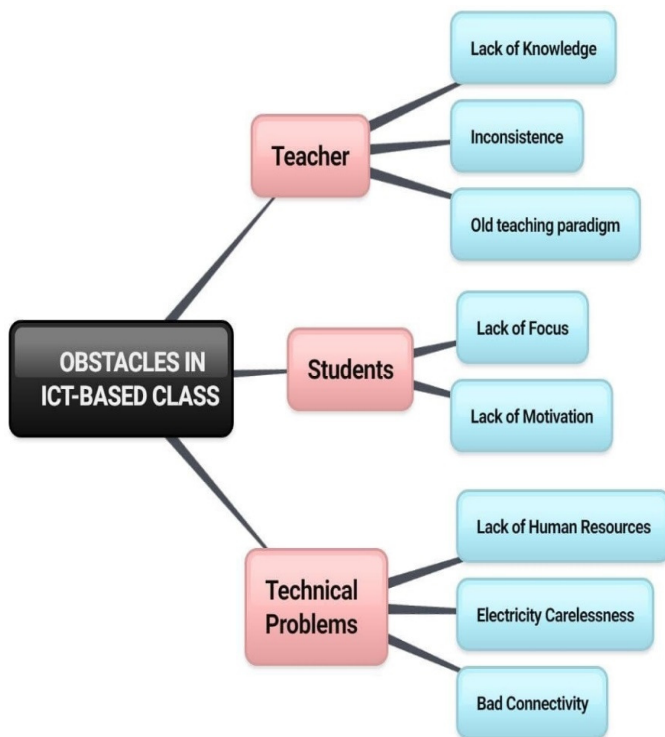 Lack of Knowledge
Teacher
Inconsistence
Old teaching paradigm
OBSTACLES IN
ICT-BASED CLASS
Students
Lack of Focus
Lack of Motivation
Technical
Problems
Lack of Human Resources
Electricity Carelessness
Bad Connectivity